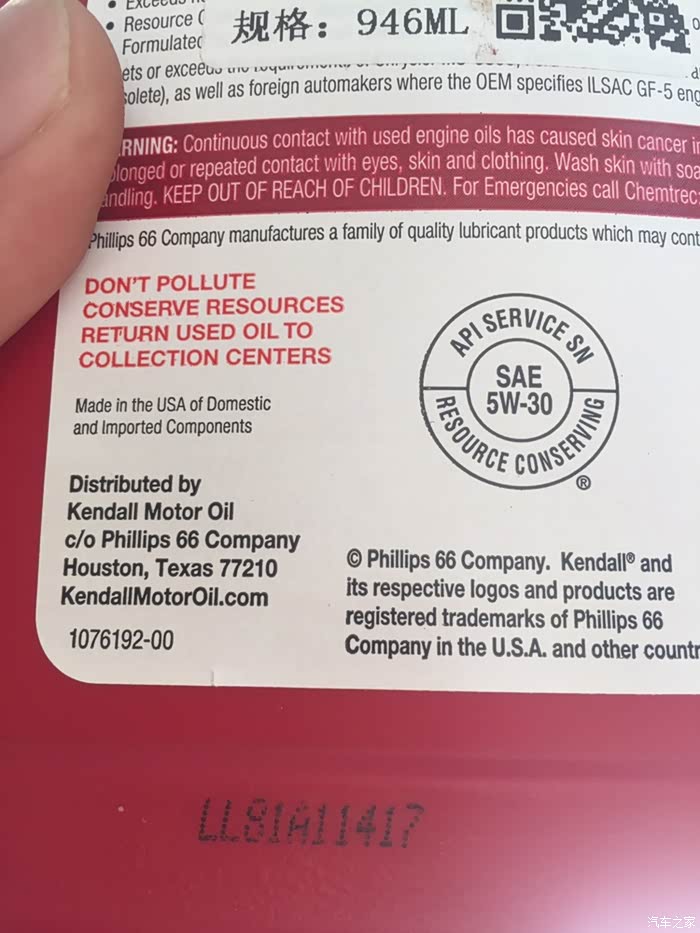 • Resource
Formulated
规格：946ML
ets or exceeds
solete), as well as foreign automakers where the OEM specifies ILSAC GF-5 eng
RNING: Continuous contact with used engine oils has caused skin cancer in
olonged or repeated contact with eyes, skin and clothing. Wash skin with soa
andling. KEEP OUT OF REACH OF CHILDREN. For Emergencies call Chemtrec:
Phillips 66 Company manufactures a family of quality lubricant products which may cont
DON'T POLLUTE
CONSERVE RESOURCES
RETURN USED OIL TO
COLLECTION CENTERS
API SERVICE SN
SAE
5W-30
RESOURCE CONSERVING
®
Made in the USA of Domestic
and Imported Components
Distributed by
Kendall Motor Oil
c/o Phillips 66 Company
Houston, Texas 77210
KendallMotorOil.com
1076192-00
© Phillips 66 Company. Kendall® and
its respective logos and products are
registered trademarks of Phillips 66
Company in the U.S.A. and other countr
LL81A11417
汽车之家